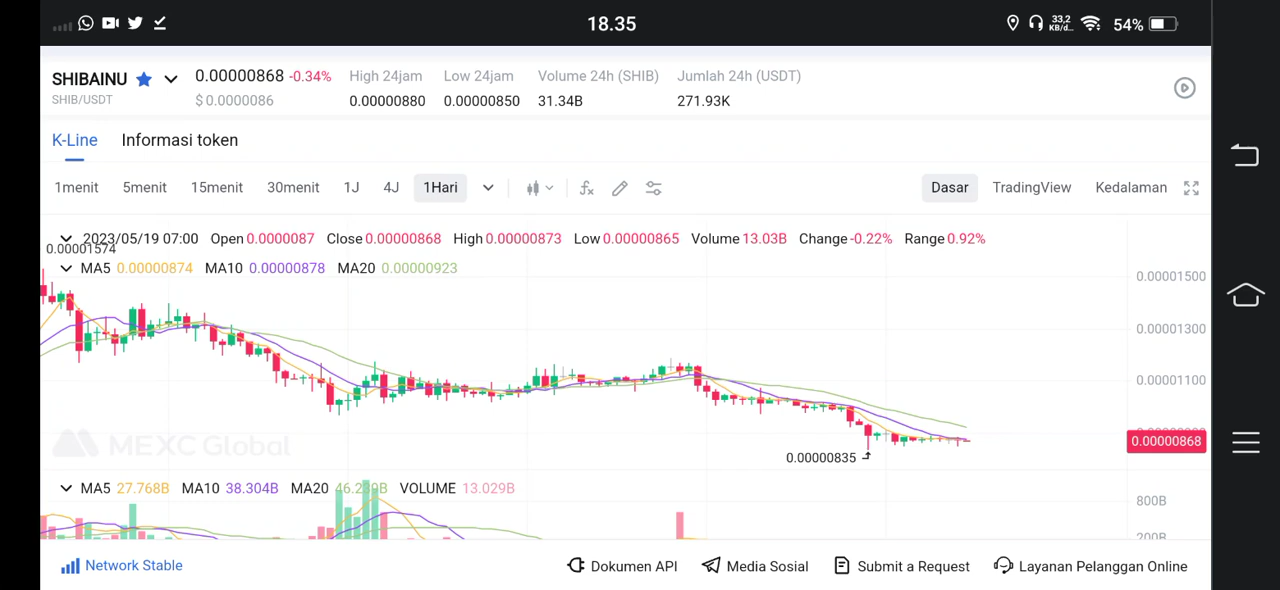 18.35
33,2
KB/d...
54%
SHIBAINU
SHIB/USDT
0.00000868 -0.34%
$ 0.0000086
High 24jam
0.00000880
Low 24jam
0.00000850
Volume 24h (SHIB)
31.34B
Jumlah 24h (USDT)
271.93K
K-Line Informasi token
1menit 5menit 15menit 30menit 1J 4J 1Hari
Dasar TradingView Kedalaman
2023/05/19 07:00 Open 0.0000087 Close 0.00000868 High 0.00000873 Low 0.00000865 Volume 13.03B Change -0.22% Range 0.92%
0.00001574
MA5 0.00000874 MA10 0.00000878 MA20 0.00000923
0.00001500
0.00001300
0.00001100
0.00000868
MEXC Global
0.00000835
MA5 27.768B MA10 38.304B MA20 46.239B VOLUME 13.029B
800B
200B
Network Stable
Dokumen API Media Sosial Submit a Request Layanan Pelanggan Online